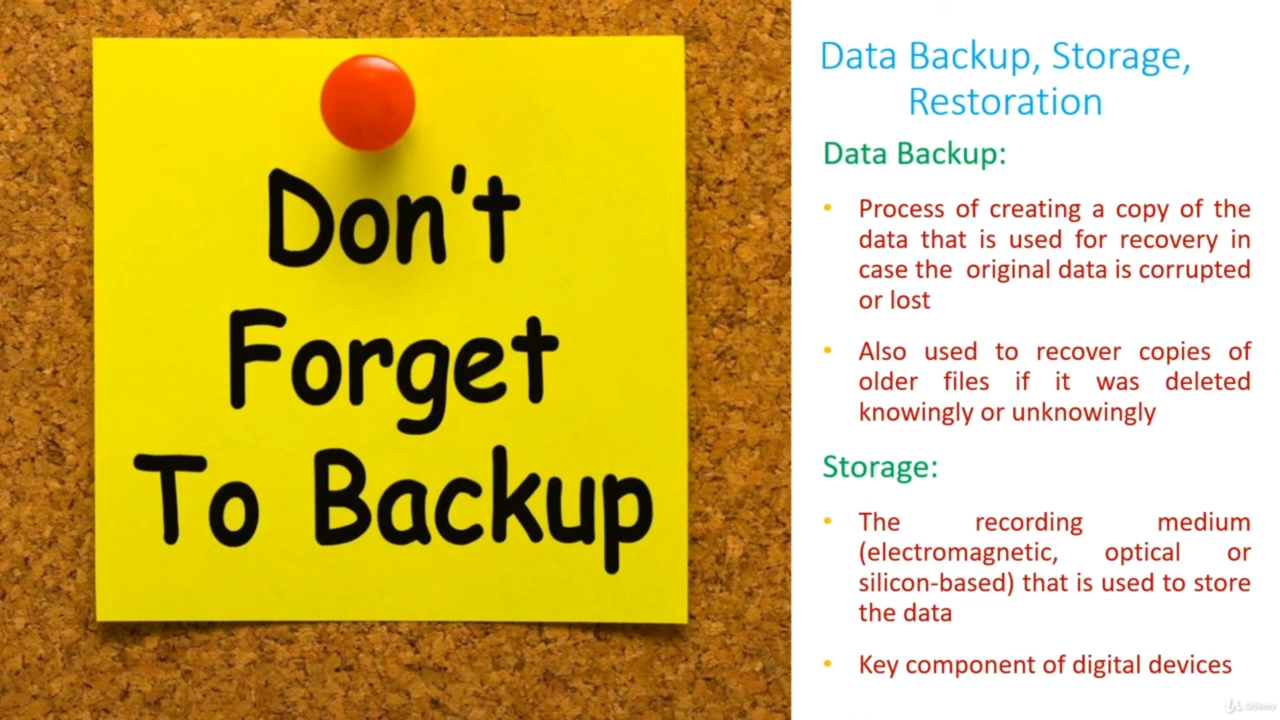 Don't
Forget
To Backup
Data Backup, Storage,
Restoration
Data Backup:
• Process of creating a copy of the
data that is used for recovery in
case the original data is corrupted
or lost
• Also used to recover copies of
older files if it was deleted
knowingly or unknowingly
Storage:
• The recording medium
(electromagnetic, optical or
silicon-based) that is used to store
the data
• Key component of digital devices
Udemy